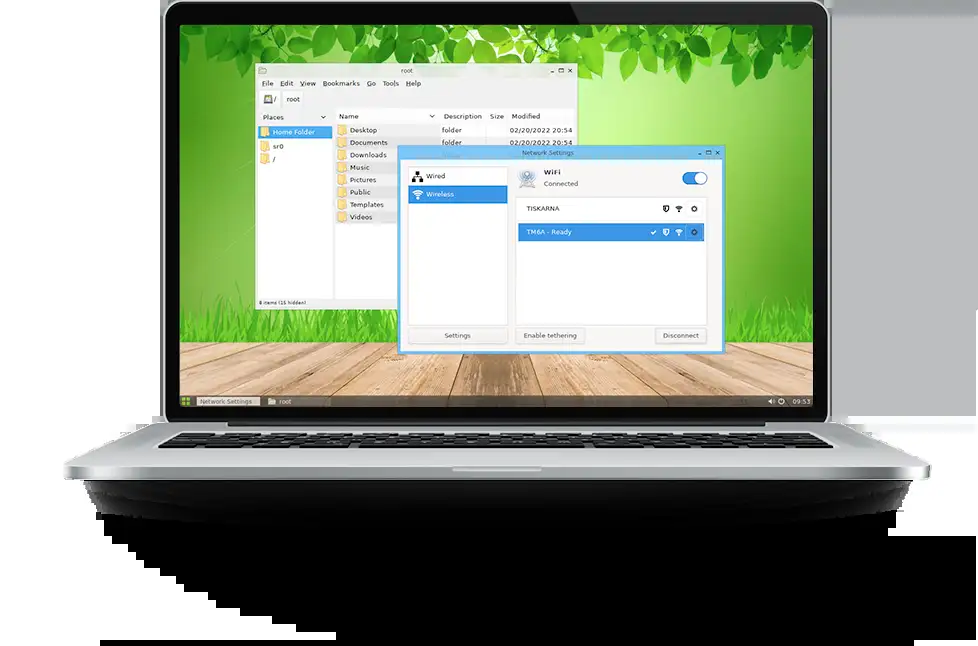 root
File Edit View Bookmarks Go Tools Help
/ root
Places
Home Folder
sr0
/
Name Description Size Modified
Desktop folder 02/20/2022 20:54
Documents folder 02/20/2022 20:54
Downloads
Music
Pictures
Public
Templates
Videos
8 items (15 hidden)
Network Settings
Wired
Wireless
WiFi
Connected
TISKARNA
TM6A - Ready
Settings
Enable tethering
Disconnect
Network Settings
root
09:53